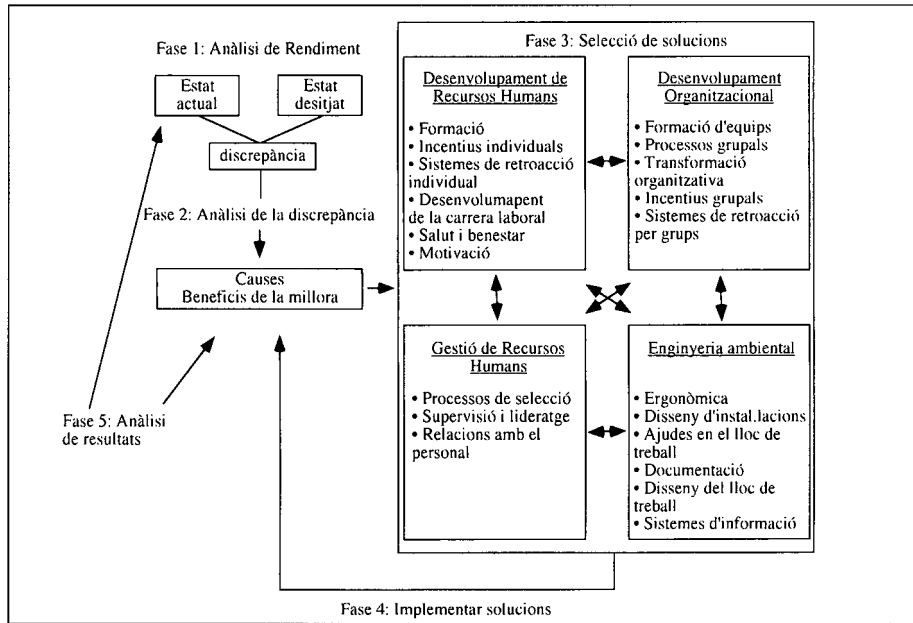 Fase 1: Anàlisi de Rendiment
Estat
actual
Estat
desitjat
discrepància
Fase 2: Anàlisi de la discrepància
Causes
Beneficis de la millora
Fase 5: Anàlisi
de resultats
Fase 3: Selecció de solucions
Desenvolupament de
Recursos Humans
• Formació
• Incentius individuals
• Sistemes de retroacció
individual
• Desenvolumapent
de la carrera laboral
• Salut i benestar
• Motivació
Desenvolupament
Organitzacional
• Formació d'equips
• Processos grupals
• Transformació
organitzativa
• Incentius grupals
• Sistemes de retroacció
per grups
Gestió de Recursos
Humans
• Processos de selecció
• Supervisió i lideratge
• Relacions amb el
personal
Enginyeria ambiental
• Ergonòmica
• Disseny d'instal.lacions
• Ajudes en el lloc de
treball
• Documentació
• Disseny del lloc de
treball
• Sistemes d'informació
Fase 4: Implementar solucions